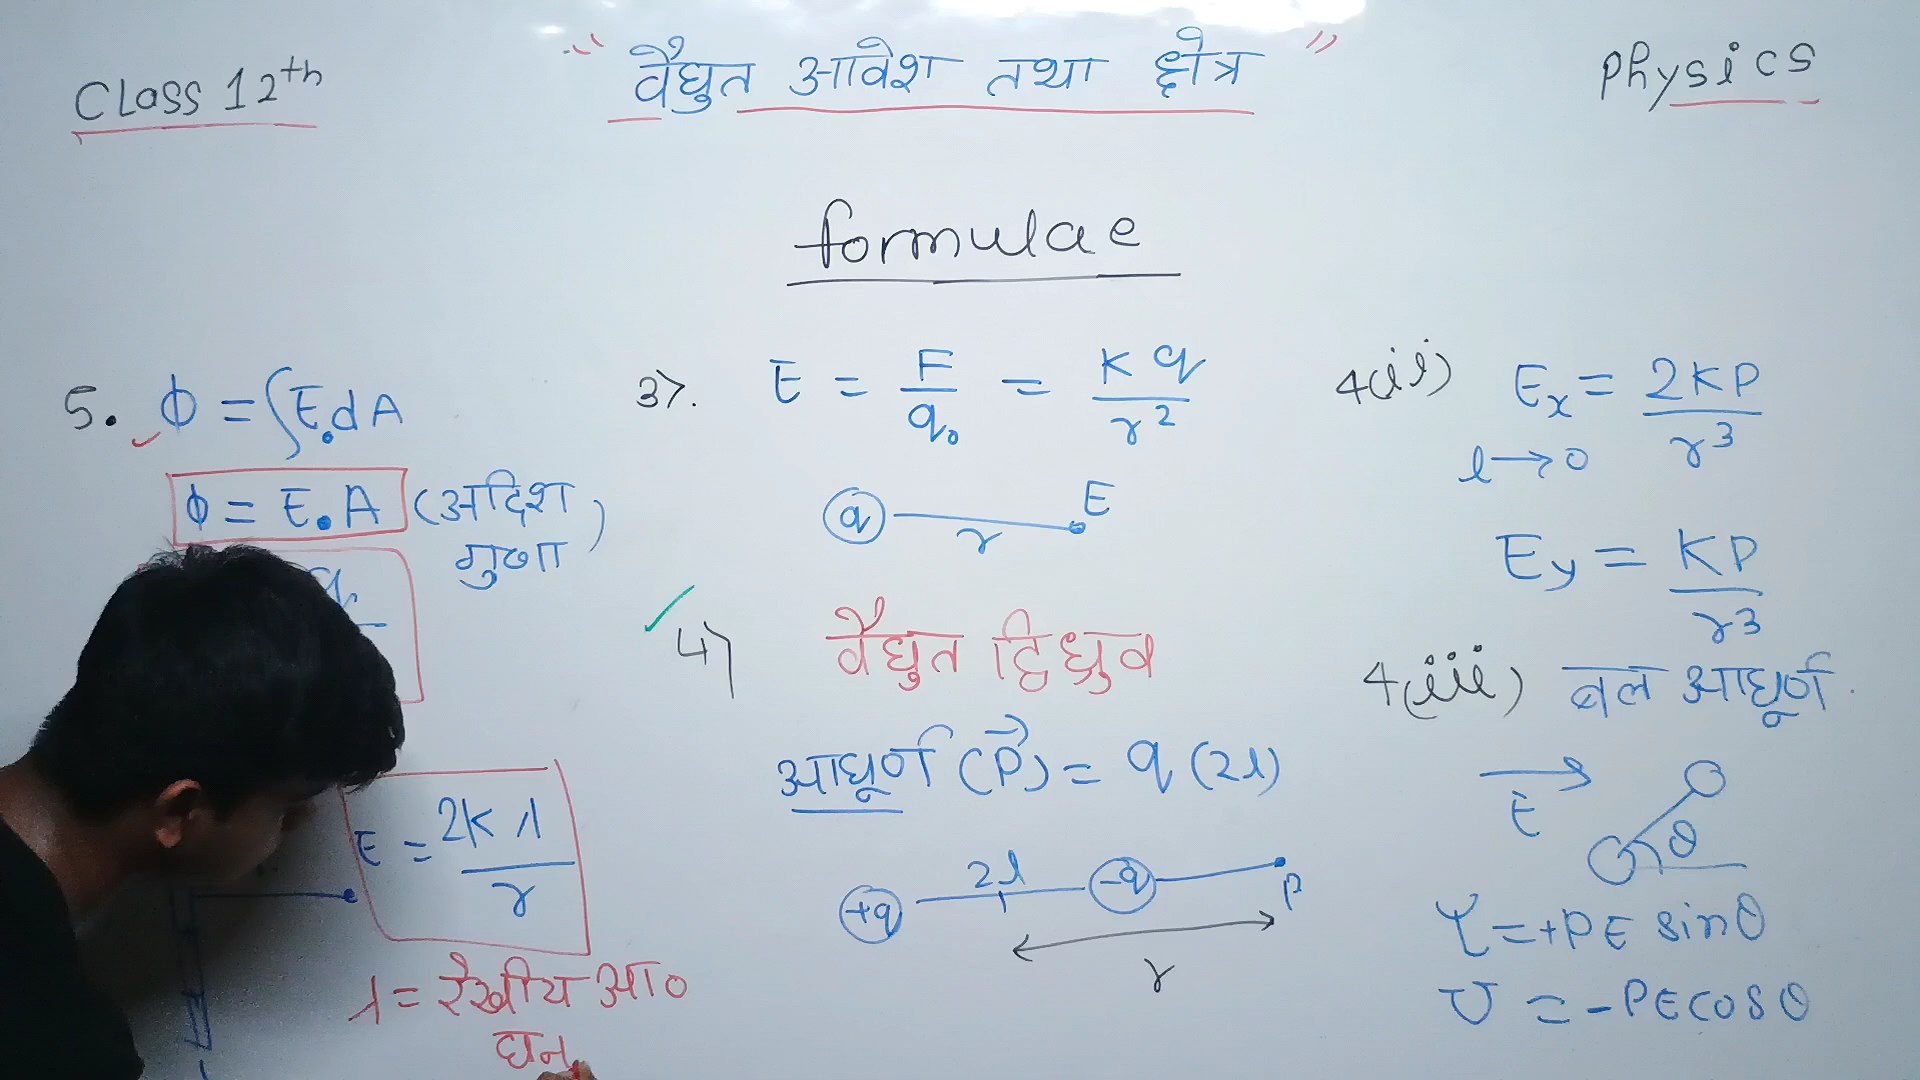 Class 12th
" वैद्युत आवेश तथा क्षेत्र "
Physics
formulae
5. Φ = ∫E.dA
Φ = E.A (अदिश
गुणा)
q
E = 2Kλ / r
λ = रेखीय आ०
घन
3>. E = F/q₀ = Kq/r²
q r E
4) वैद्युत द्विध्रुव
आघूर्ण (P⃗) = q (2l)
+q 2l -q P
r
4(ii) Ex = 2KP/r³
l→0
Ey = KP/r³
4(iii) बल आघूर्ण
E θ
τ = +PE sinθ
U = -PE cosθ